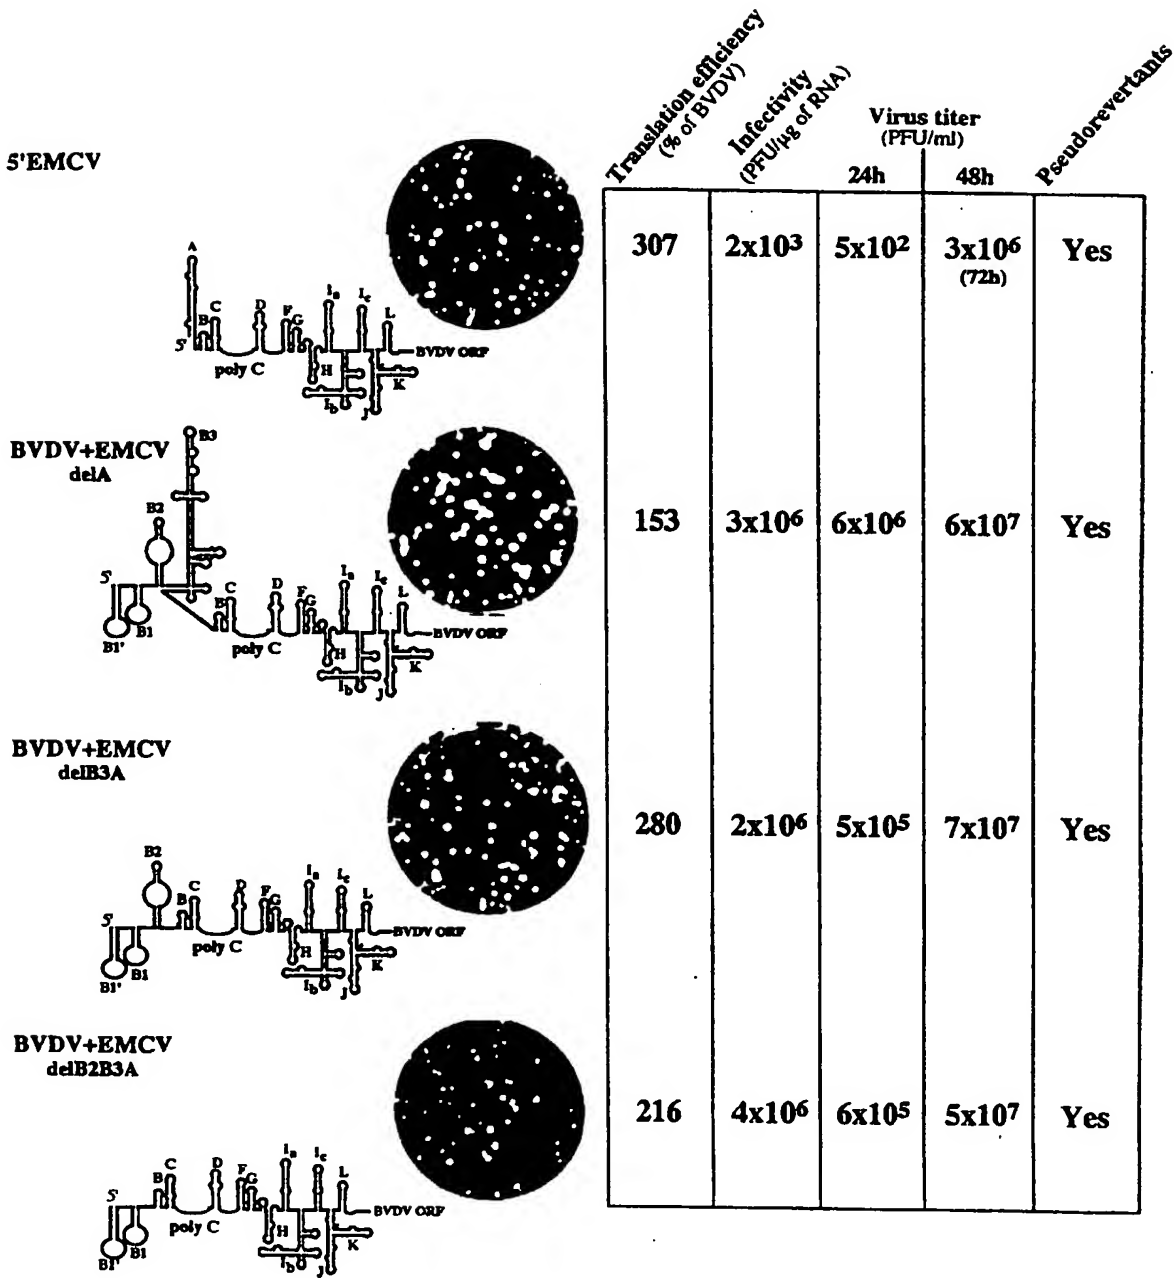 Translation efficiency
(% of BVDV)
Infectivity
(PFU/µg of RNA)
Virus titer
(PFU/ml)
24h
48h
Pseudorevertants
5'EMCV
307
2x10³
5x10²
3x10⁶
(72h)
Yes
A
B
C
D
F
G
Ia
Ic
L
5'
poly C
H
Ib
J
K
BVDV ORF
BVDV+EMCV
delA
153
3x10⁶
6x10⁶
6x10⁷
Yes
B3
B2
5'
B1'
B1
B
C
D
F
G
Ia
Ic
L
poly C
H
Ib
J
K
BVDV ORF
BVDV+EMCV
delB3A
280
2x10⁶
5x10⁵
7x10⁷
Yes
B2
5'
B1'
B1
B
C
D
F
G
Ia
Ic
L
poly C
H
Ib
J
K
BVDV ORF
BVDV+EMCV
delB2B3A
216
4x10⁶
6x10⁵
5x10⁷
Yes
5'
B1'
B1
B
C
D
F
G
Ia
Ic
L
poly C
H
Ib
J
K
BVDV ORF